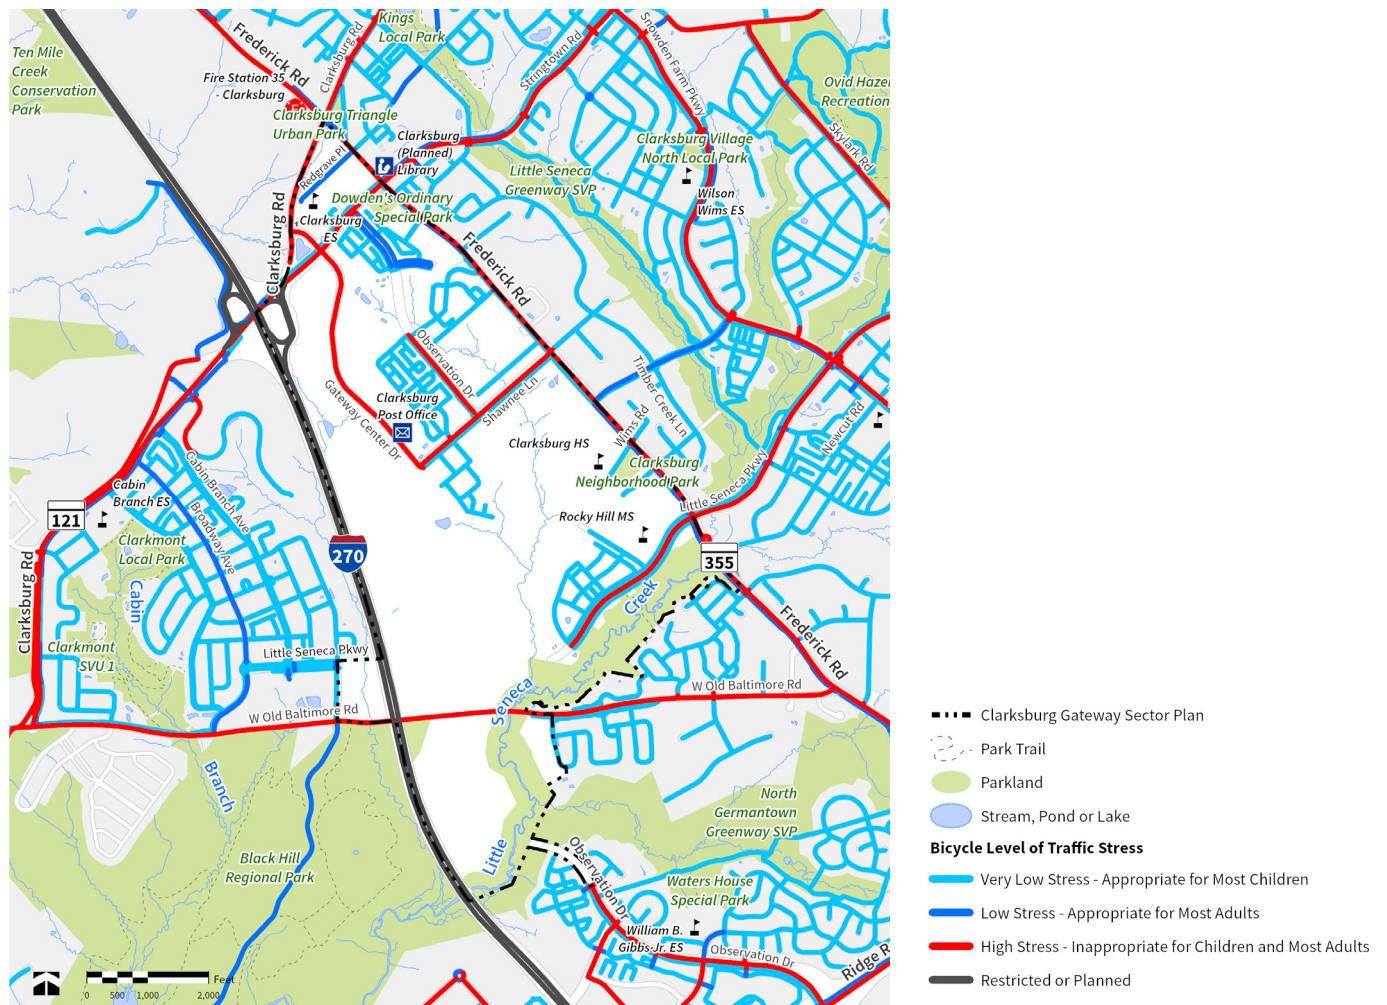 Kings
Local Park
Frederick Rd
Clarksburg Rd
Snowden Farm Pkwy
Stringtown Rd
Ten Mile
Creek
Conservation
Park
Fire Station 35
- Clarksburg
Ovid Haze
Recreation
Clarksburg Triangle
Urban Park
Clarksburg
(Planned)
Library
Clarksburg Village
North Local Park
Skylark Rd
Redgrave Pl
Little Seneca
Greenway SVP
Dowden's Ordinary
Special Park
Wilson
Wims ES
Clarksburg
ES
Clarksburg Rd
Frederick Rd
Observation Dr
Timber Creek Ln
Gateway Center Dr
Clarksburg
Post Office
Shawnee Ln
Wims Rd
Newcut Rd
Clarksburg HS
Clarksburg
Neighborhood Park
Little Seneca Pkwy
Cabin Branch Ave
Cabin
Branch ES
121
Broadway Ave
Rocky Hill MS
Clarkmont
Local Park
270
355
Clarksburg Rd
Cabin
Creek
Frederick Rd
Clarkmont
SVU 1
Little Seneca Pkwy
W Old Baltimore Rd
Seneca
W Old Baltimore Rd
Branch
North
Germantown
Greenway SVP
Little
Observation Dr
Black Hill
Regional Park
Waters House
Special Park
William B.
Gibbs Jr. ES
Observation Dr
Ridge R
Feet
0 500 1,000 2,000
Clarksburg Gateway Sector Plan
Park Trail
Parkland
Stream, Pond or Lake
Bicycle Level of Traffic Stress
Very Low Stress - Appropriate for Most Children
Low Stress - Appropriate for Most Adults
High Stress - Inappropriate for Children and Most Adults
Restricted or Planned